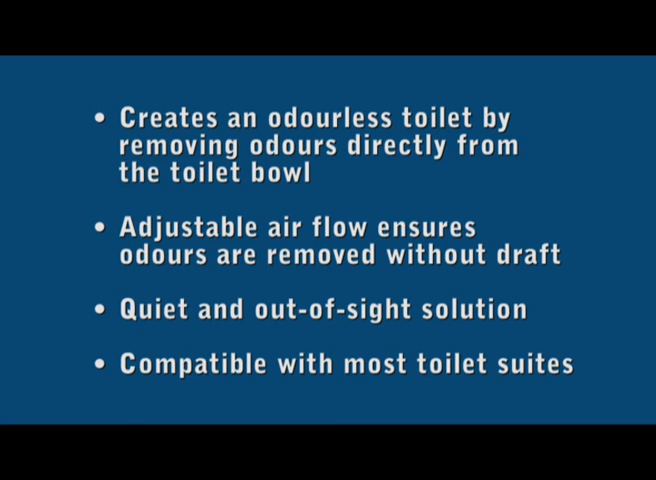 • Creates an odourless toilet by
removing odours directly from
the toilet bowl
• Adjustable air flow ensures
odours are removed without draft
• Quiet and out-of-sight solution
• Compatible with most toilet suites